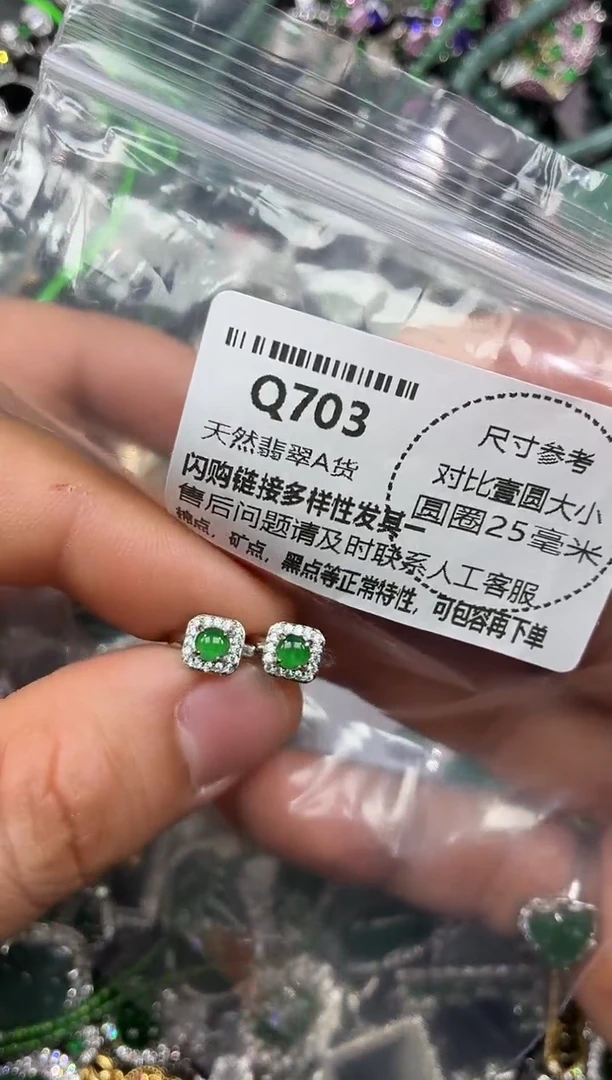 Q703
天然翡翠A货
闪购链接多样性发其一
售后问题请及时联系人工客服
棉点，矿点，黑点等正常特性，可包容再下单
尺寸参考
对比壹圆大小
圆圈25毫米